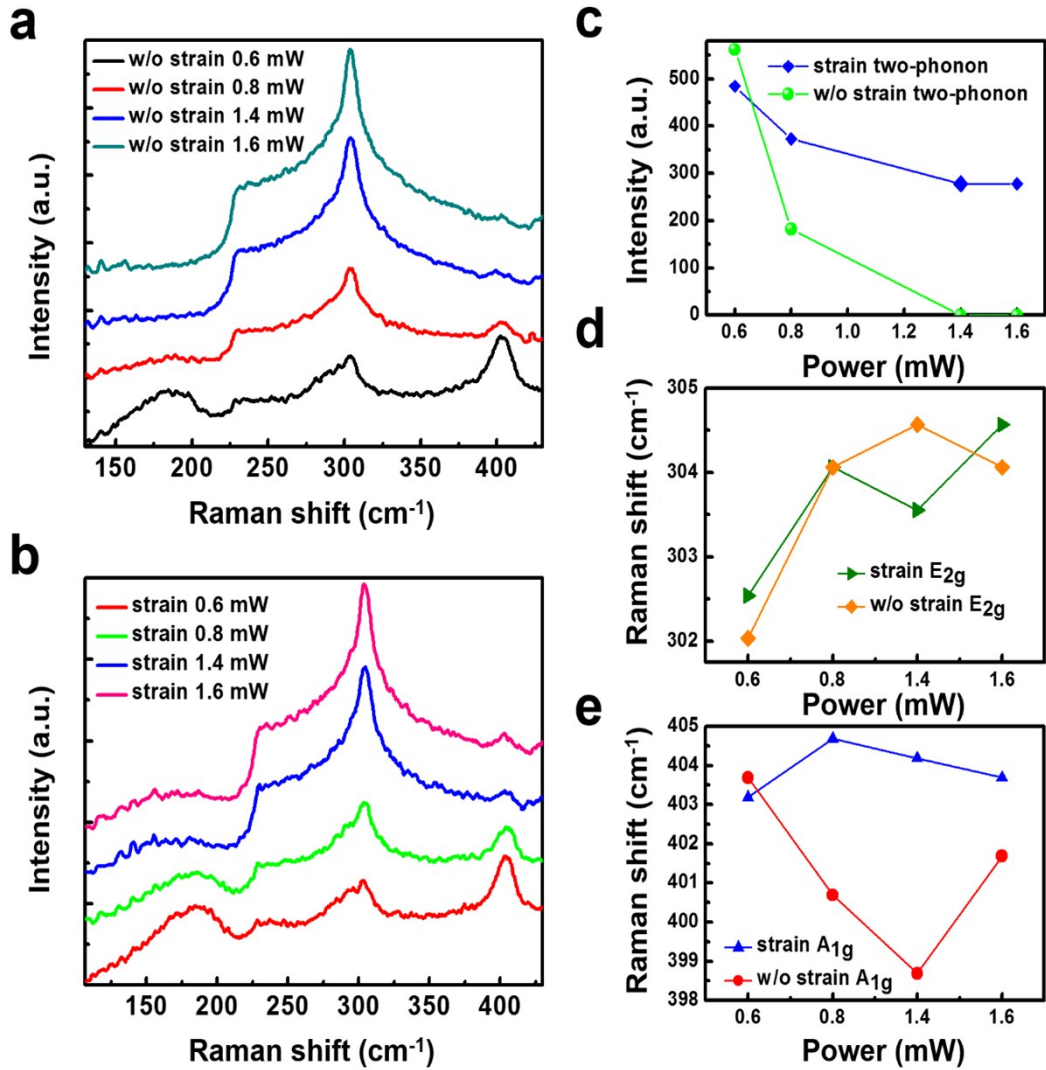 a
w/o strain 0.6 mW
w/o strain 0.8 mW
w/o strain 1.4 mW
w/o strain 1.6 mW
Intensity (a.u.)
150 200 250 300 350 400
Raman shift (cm⁻¹)
b
strain 0.6 mW
strain 0.8 mW
strain 1.4 mW
strain 1.6 mW
Intensity (a.u.)
150 200 250 300 350 400
Raman shift (cm⁻¹)
c
strain two-phonon
w/o strain two-phonon
Intensity (a.u.)
500
400
300
200
100
0
0.6 0.8 1.0 1.2 1.4 1.6
Power (mW)
d
Raman shift (cm⁻¹)
305
304
303
302
strain E₂g
w/o strain E₂g
0.6 0.8 1.4 1.6
Power (mW)
e
Raman shift (cm⁻¹)
405
404
403
402
401
400
399
398
strain A₁g
w/o strain A₁g
0.6 0.8 1.4 1.6
Power (mW)